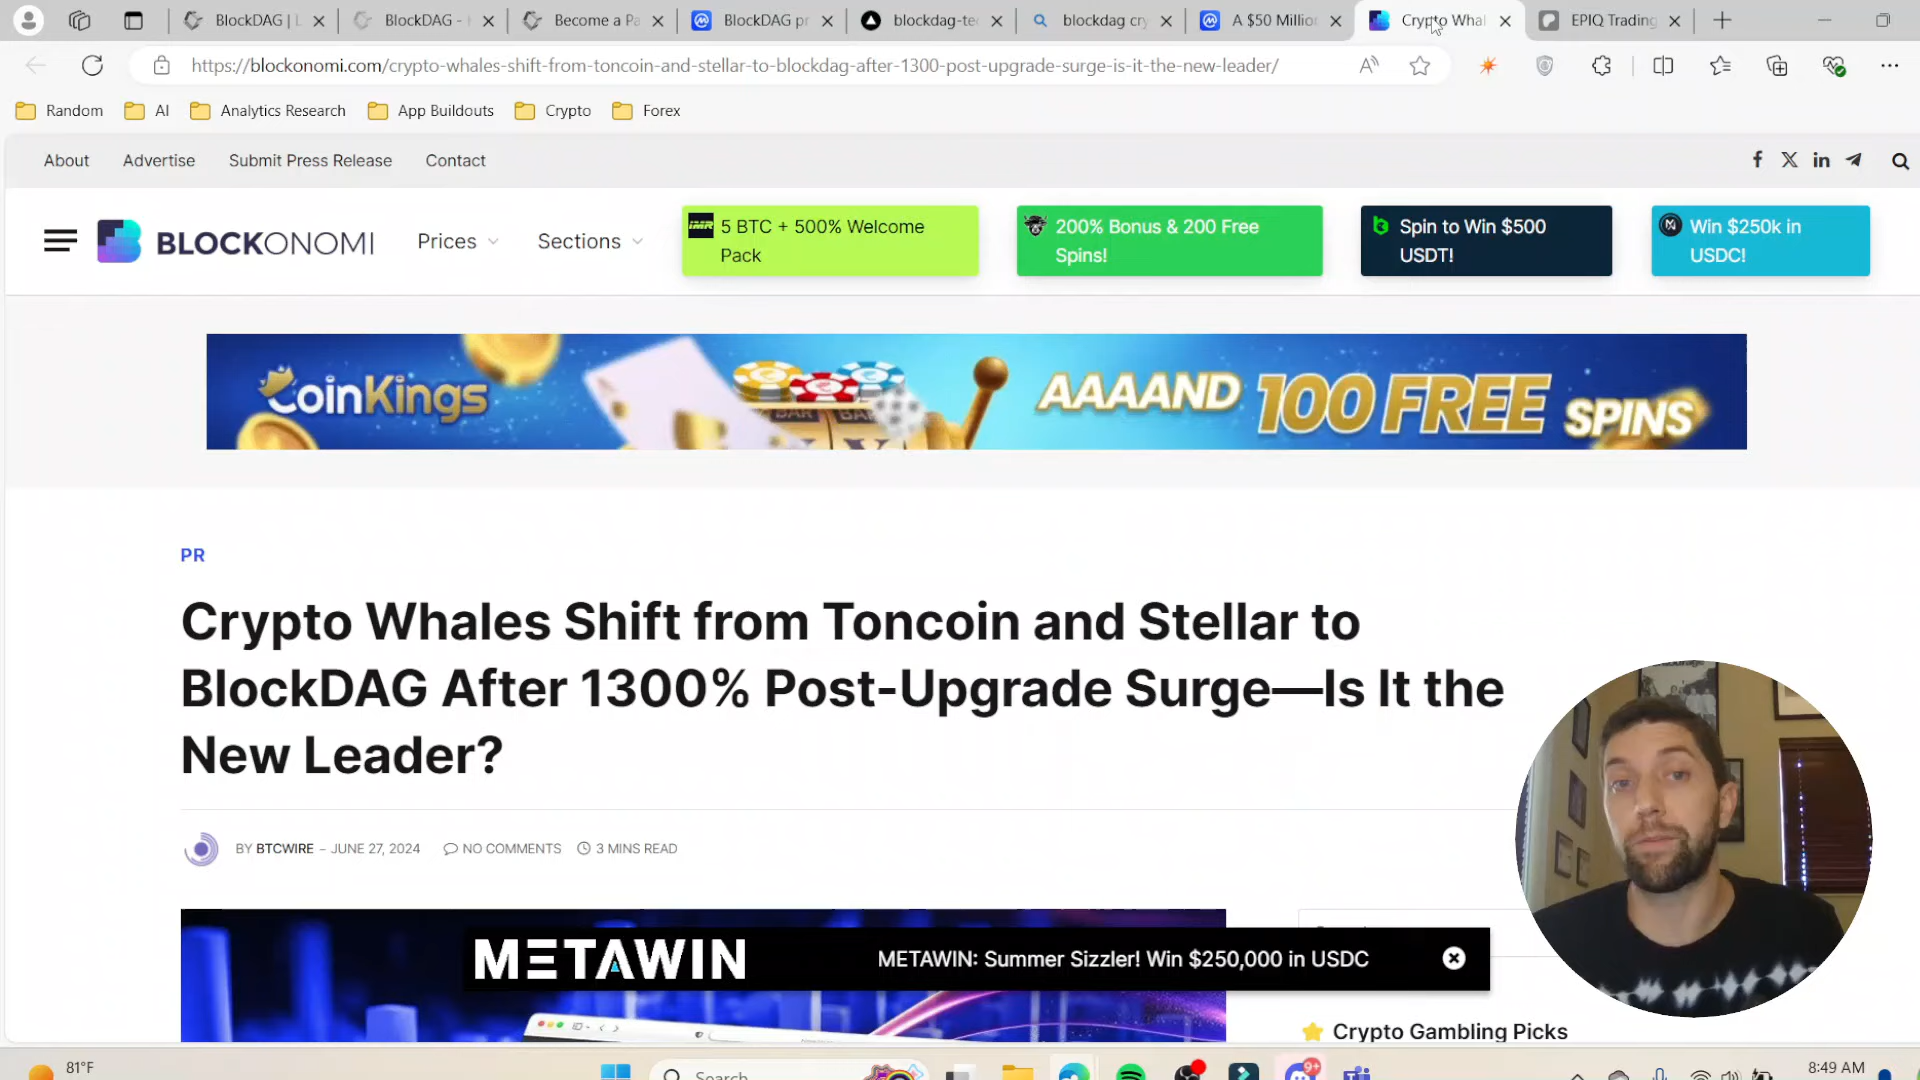 BlockDAG | L
BlockDAG - H
Become a Pa
BlockDAG pr
blockdag-tec
blockdag cry
A $50 Millio
Crypto Whal
EPIQ Trading
https://blockonomi.com/crypto-whales-shift-from-toncoin-and-stellar-to-blockdag-after-1300-post-upgrade-surge-is-it-the-new-leader/
Random
AI
Analytics Research
App Buildouts
Crypto
Forex
About
Advertise
Submit Press Release
Contact
BLOCKONOMI
Prices
Sections
5 BTC + 500% Welcome
Pack
200% Bonus & 200 Free
Spins!
Spin to Win $500
USDT!
Win $250k in
USDC!
CoinKings
AAAAND 100 FREE SPINS
PR
Crypto Whales Shift from Toncoin and Stellar to
BlockDAG After 1300% Post-Upgrade Surge—Is It the
New Leader?
BY BTCWIRE – JUNE 27, 2024
NO COMMENTS
3 MINS READ
METAWIN
METAWIN: Summer Sizzler! Win $250,000 in USDC
Crypto Gambling Picks
81°F
Search
9+
8:49 AM